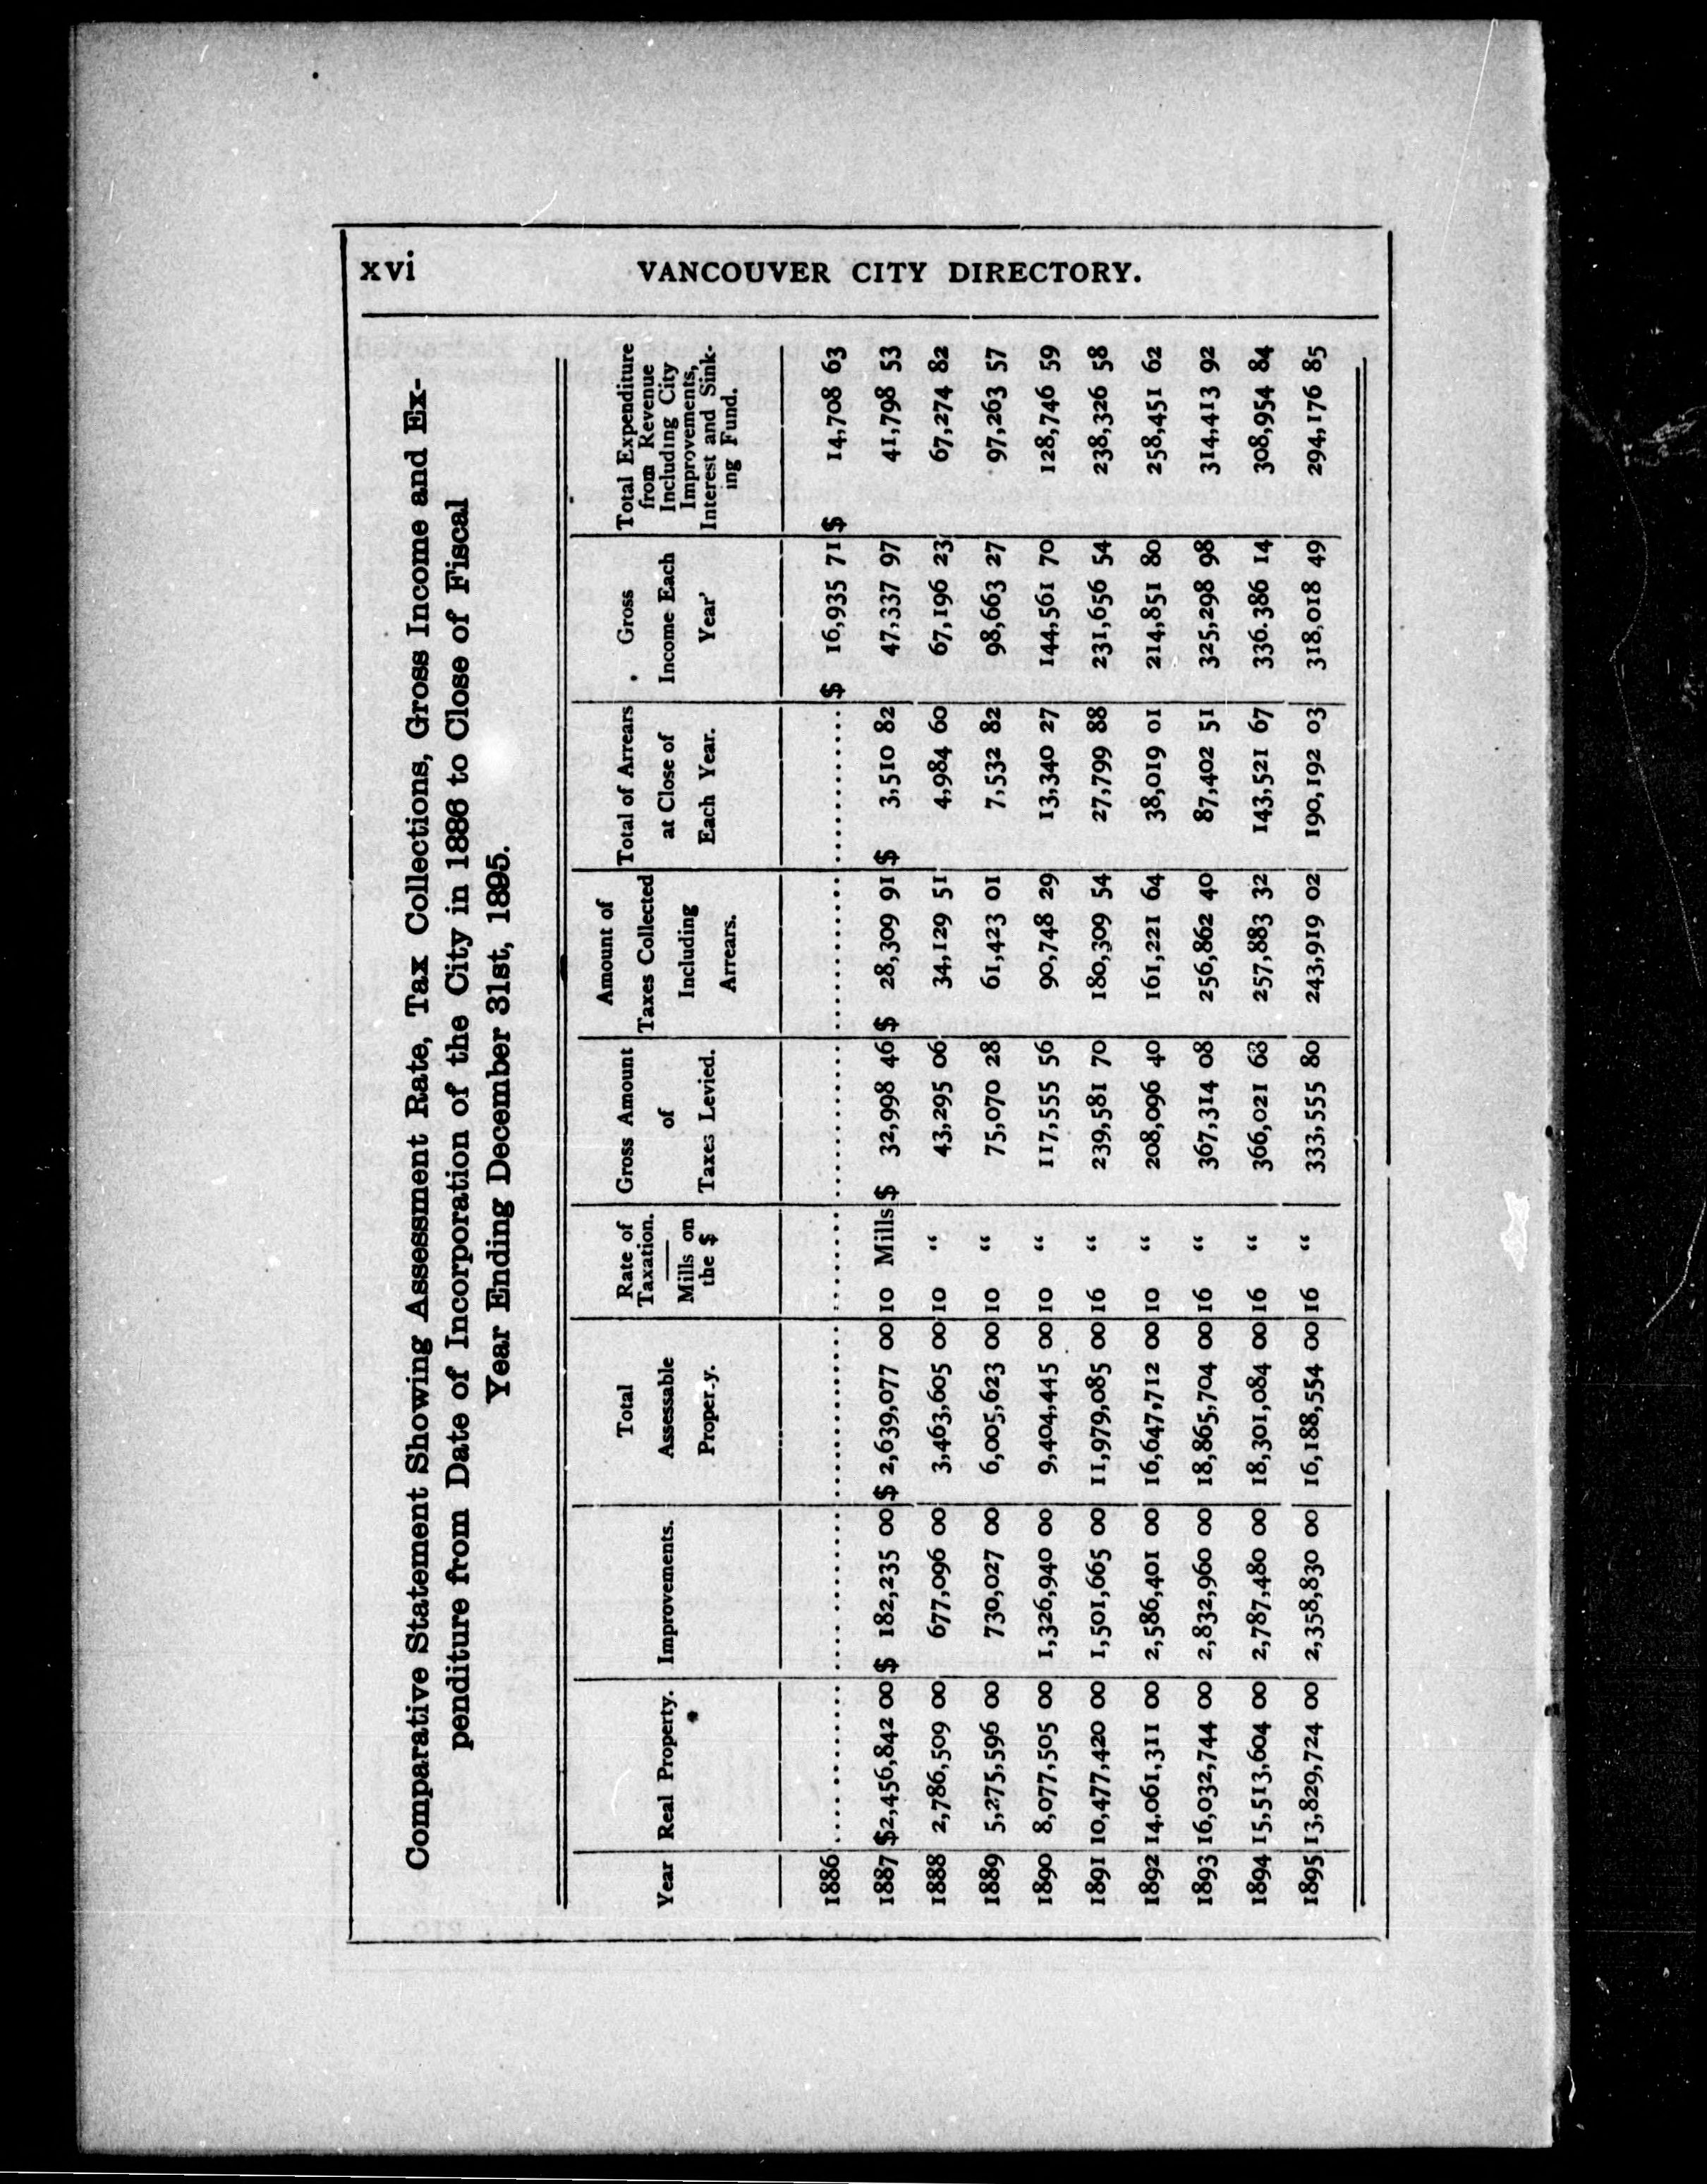 xvi VANCOUVER CITY DIRECTORY.
Comparative Statement Showing Assessment Rate, Tax Collections, Gross Income and Ex-
penditure from Date of Incorporation of the City in 1886 to Close of Fiscal
Year Ending December 31st, 1895.
Year | Real Property. | Improvements. | Total Assessable Proper.y. | Rate of Taxation. — Mills on the $ | Gross Amount of Taxes Levied. | Amount of Taxes Collected Including Arrears. | Total of Arrears at Close of Each Year. | Gross Income Each Year' | Total Expenditure from Revenue Including City Improvements, Interest and Sink-ing Fund.
1886 .......... $ 16,935 71 $ 14,708 63
1887 $2,456,842 00 $ 182,235 00 $ 2,639,077 00 10 Mills $ 32,998 46 $ 28,309 91 $ 3,510 82 47,337 97 41,798 53
1888 2,786,509 00 677,096 00 3,463,605 00 10 “ 43,295 06 34,129 51 4,984 60 67,196 23 67,274 82
1889 5,275,596 00 730,027 00 6,005,623 00 10 “ 75,070 28 61,423 01 7,532 82 98,663 27 97,263 57
1890 8,077,505 00 1,326,940 00 9,404,445 00 10 “ 117,555 56 90,748 29 13,340 27 144,561 70 128,746 59
1891 10,477,420 00 1,501,665 00 11,979,085 00 16 “ 239,581 70 180,309 54 27,799 88 231,656 54 238,326 58
1892 14,061,311 00 2,586,401 00 16,647,712 00 10 “ 208,096 40 161,221 64 38,019 01 214,851 80 258,451 62
1893 16,032,744 00 2,832,960 00 18,865,704 00 16 “ 367,314 08 256,862 40 87,402 51 325,298 98 314,413 92
1894 15,513,604 00 2,787,480 00 18,301,084 00 16 “ 366,021 68 257,883 32 143,521 67 336.386 14 308,954 84
1895 13,829,724 00 2,358,830 00 16,188,554 00 16 “ 333,555 80 243,919 02 190,192 03 318,018 49 294,176 85